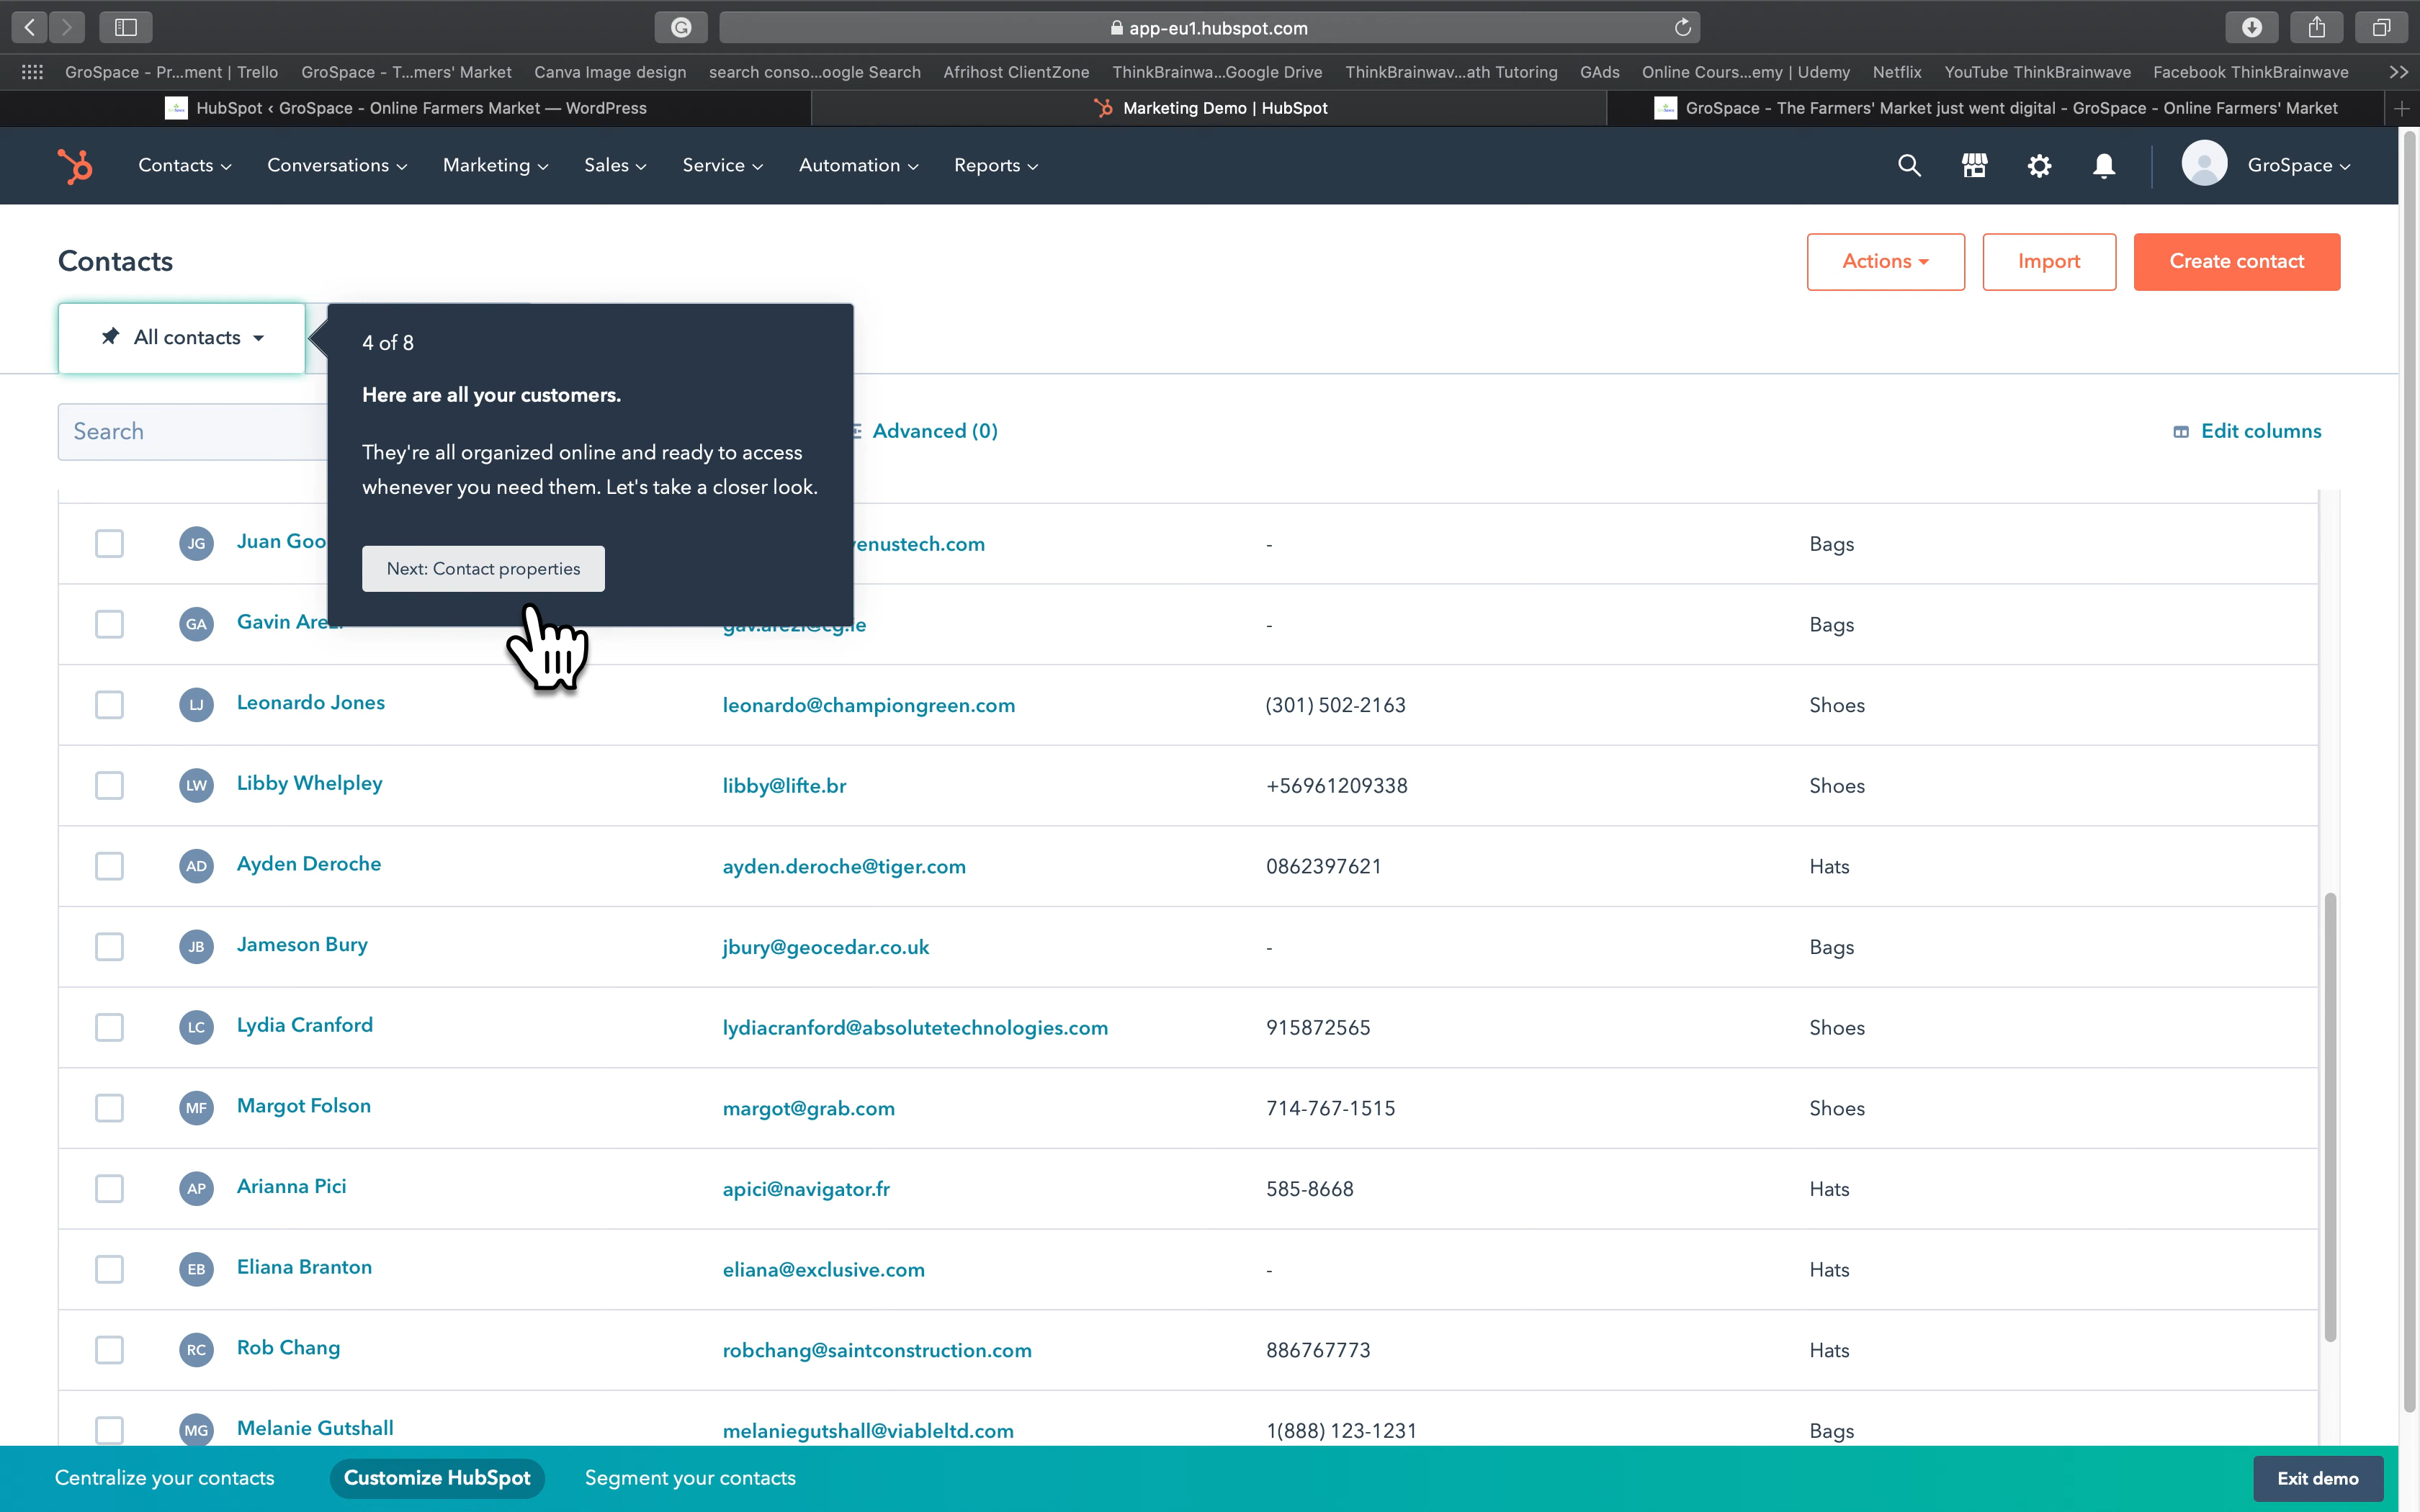 app-eu1.hubspot.com
GroSpace - Pr...ment | Trello GroSpace - T...mers' Market Canva Image design search conso...oogle Search Afrihost ClientZone ThinkBrainwa...Google Drive ThinkBrainwav...ath Tutoring GAds Online Cours...emy | Udemy Netflix YouTube ThinkBrainwave Facebook ThinkBrainwave
HubSpot ‹ GroSpace - Online Farmers Market — WordPress Marketing Demo | HubSpot GroSpace - The Farmers' Market just went digital - GroSpace - Online Farmers' Market
Contacts Conversations Marketing Sales Service Automation Reports GroSpace
Contacts
Actions Import Create contact
All contacts
4 of 8
Here are all your customers.
They're all organized online and ready to access
whenever you need them. Let's take a closer look.
Next: Contact properties
Search Advanced (0) Edit columns
JG Juan Goo enustech.com - Bags
GA Gavin - Bags
LJ Leonardo Jones leonardo@championgreen.com (301) 502-2163 Shoes
LW Libby Whelpley libby@lifte.br +56961209338 Shoes
AD Ayden Deroche ayden.deroche@tiger.com 0862397621 Hats
JB Jameson Bury jbury@geocedar.co.uk - Bags
LC Lydia Cranford lydiacranford@absolutetechnologies.com 915872565 Shoes
MF Margot Folson margot@grab.com 714-767-1515 Shoes
AP Arianna Pici apici@navigator.fr 585-8668 Hats
EB Eliana Branton eliana@exclusive.com - Hats
RC Rob Chang robchang@saintconstruction.com 886767773 Hats
MG Melanie Gutshall melaniegutshall@viableltd.com 1(888) 123-1231 Bags
Centralize your contacts Customize HubSpot Segment your contacts Exit demo